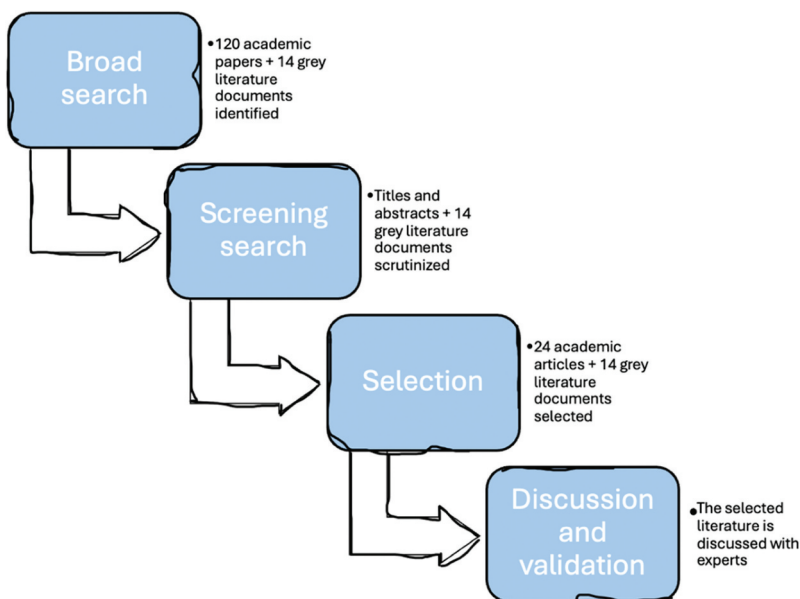 Broad
search
•120 academic
papers + 14 grey
literature
documents
identified
Screening
search
•Titles and
abstracts + 14
grey literature
documents
scrutinized
Selection
•24 academic
articles + 14 grey
literature
documents
selected
Discussion
and
validation
•The selected
literature is
discussed with
experts